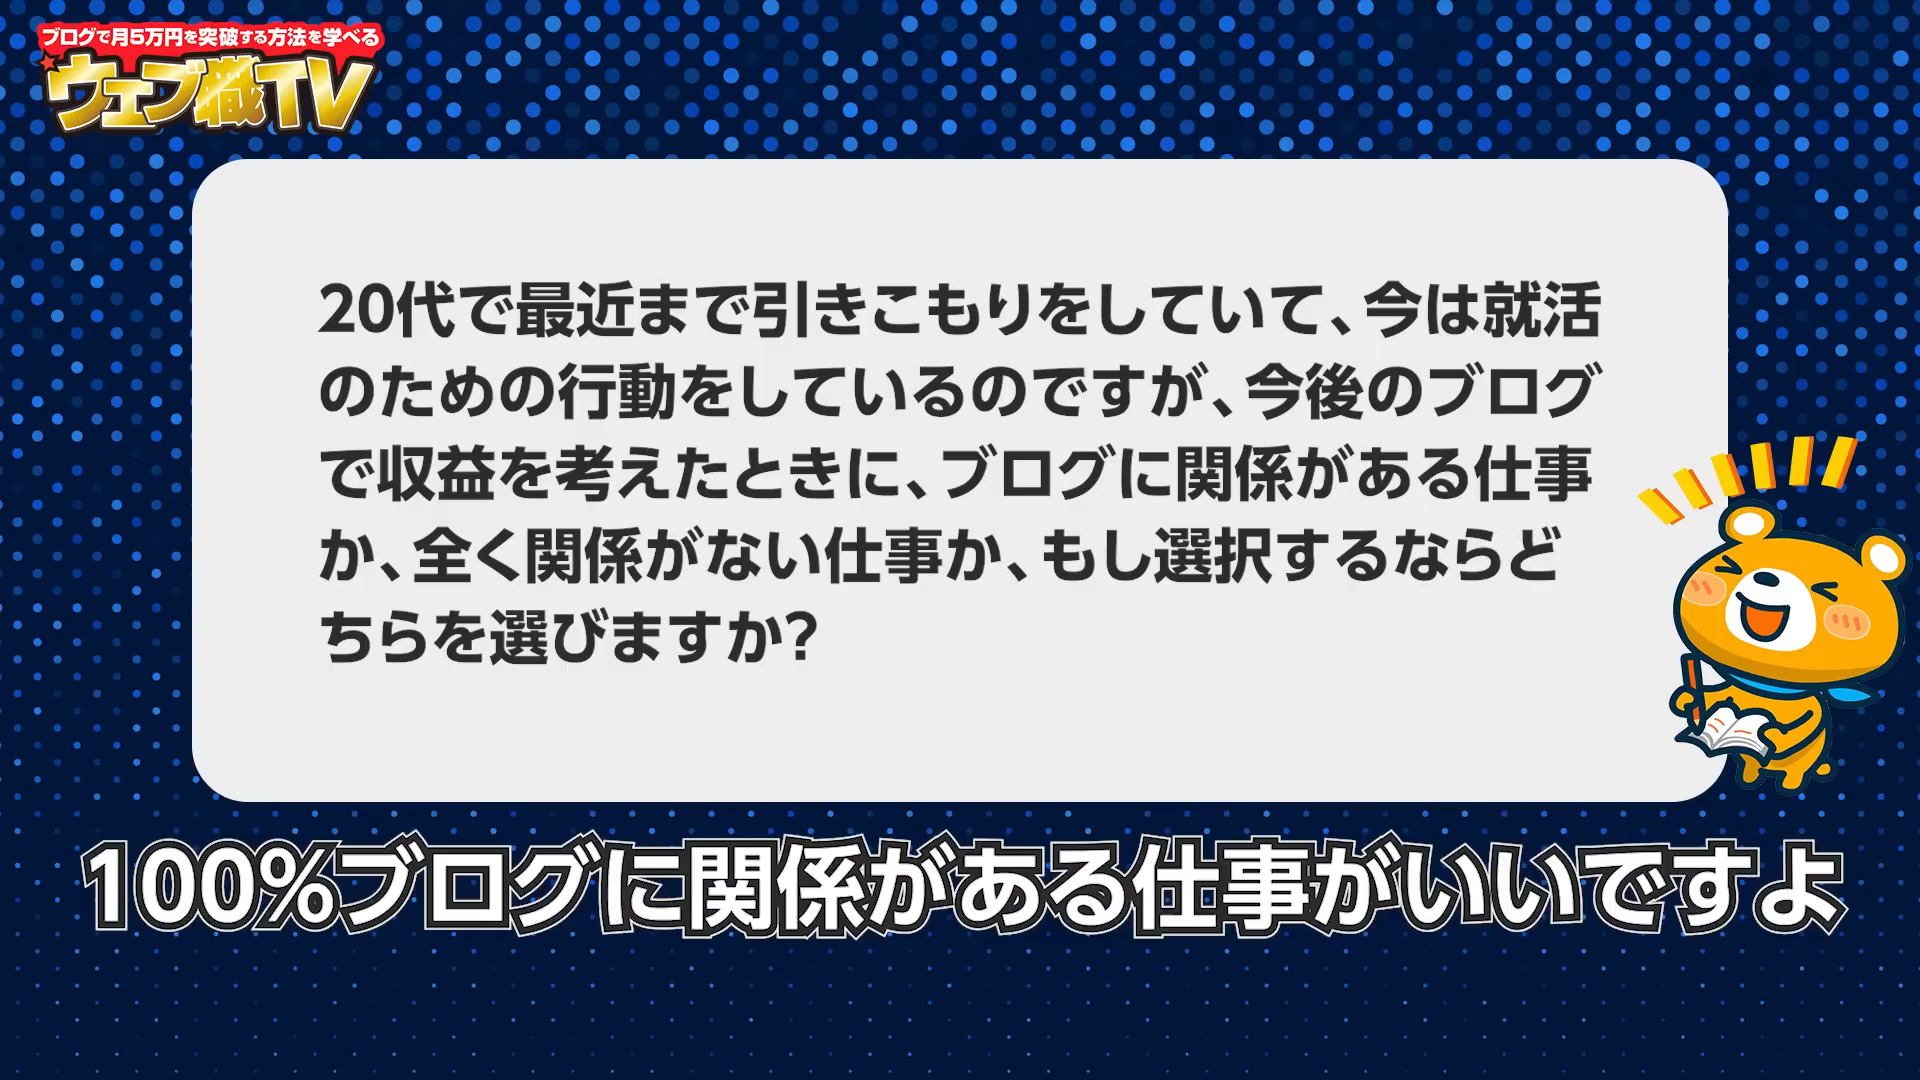 ブログで月5万円を突破する方法を学べる
ウェブ職TV
20代で最近まで引きこもりをしていて、今は就活
のための行動をしているのですが、今後のブログ
で収益を考えたときに、ブログに関係がある仕事
か、全く関係がない仕事か、もし選択するならど
ちらを選びますか?
100%ブログに関係がある仕事がいいですよ